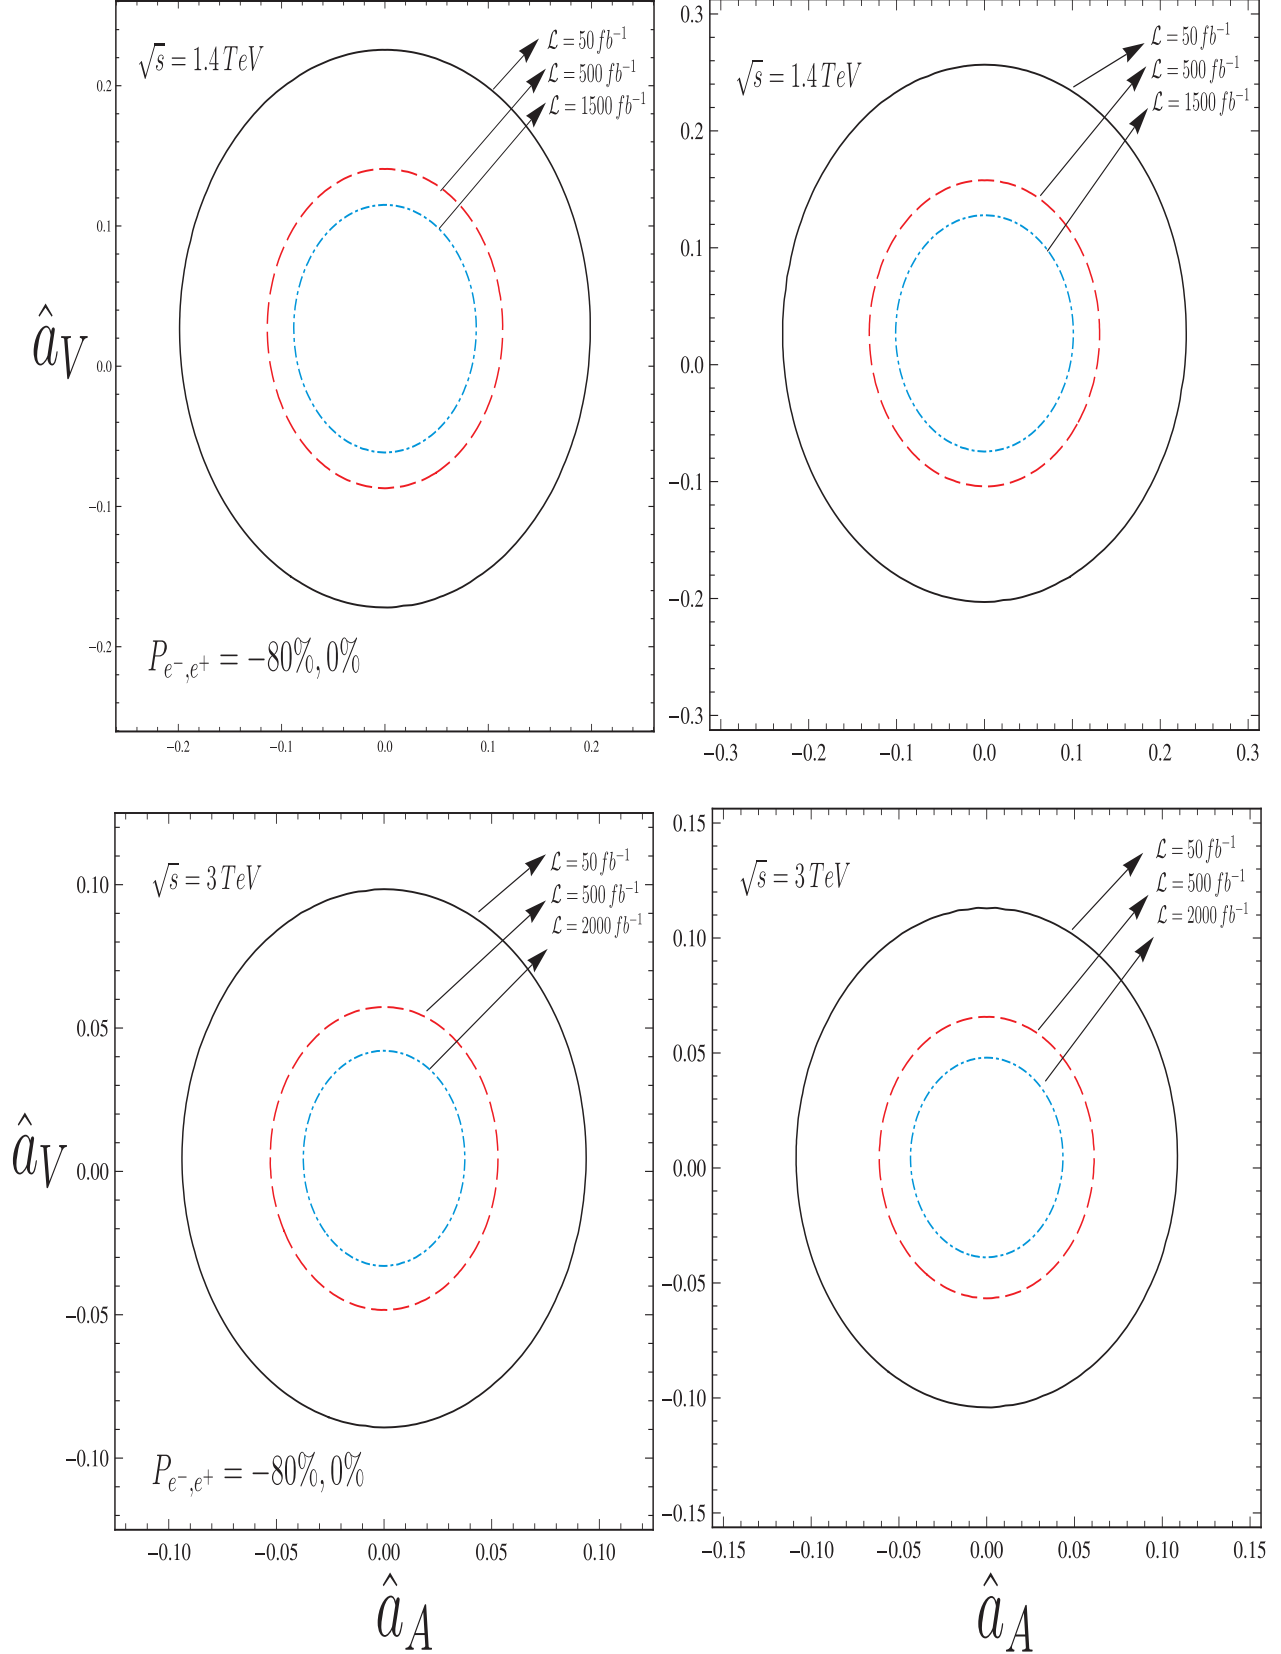 √s = 1.4 TeV
ℒ = 50 fb⁻¹
ℒ = 500 fb⁻¹
ℒ = 1500 fb⁻¹
0.2
0.1
0.0
−0.1
−0.2
â_V
P_{e⁻,e⁺} = −80%, 0%
−0.2 −0.1 0.0 0.1 0.2
√s = 1.4 TeV
ℒ = 50 fb⁻¹
ℒ = 500 fb⁻¹
ℒ = 1500 fb⁻¹
0.3
0.2
0.1
0.0
−0.1
−0.2
−0.3
−0.3 −0.2 −0.1 0.0 0.1 0.2 0.3
√s = 3 TeV
ℒ = 50 fb⁻¹
ℒ = 500 fb⁻¹
ℒ = 2000 fb⁻¹
0.10
0.05
0.00
−0.05
−0.10
â_V
P_{e⁻,e⁺} = −80%, 0%
−0.10 −0.05 0.00 0.05 0.10
â_A
√s = 3 TeV
ℒ = 50 fb⁻¹
ℒ = 500 fb⁻¹
ℒ = 2000 fb⁻¹
0.15
0.10
0.05
0.00
−0.05
−0.10
−0.15
−0.15 −0.10 −0.05 0.00 0.05 0.10 0.15
â_A